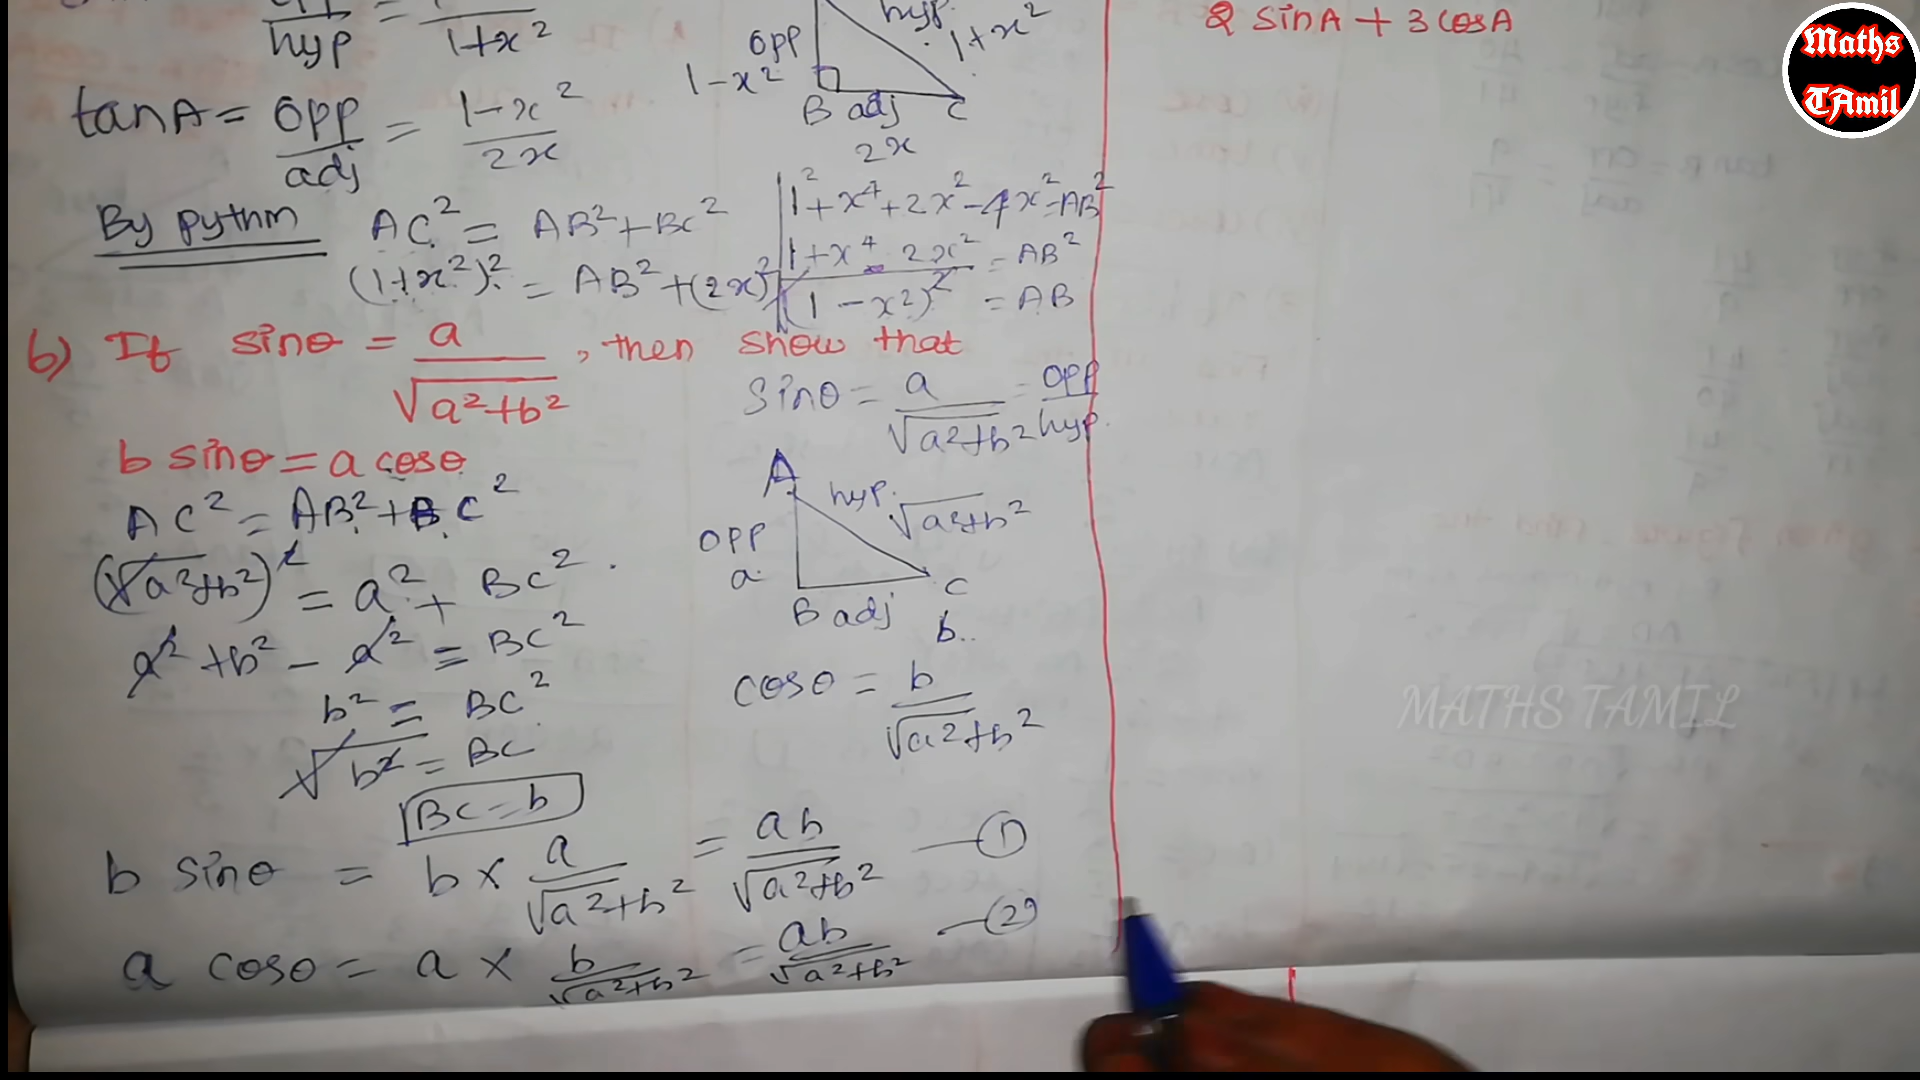 hyp 1+x²
tanA = opp/adj = 1-x²/2x
opp hyp. 1+x²
1-x²
B adj C
2x
By pythm AC² = AB²+BC²
(1+x²)² = AB²+(2x)²
1²+x⁴+2x²-4x²=AB²
1+x⁴-2x² = AB²
(1-x²)² = AB
6) If sinθ = a/√a²+b², then show that
b sinθ = a cosθ
sinθ = a/√a²+b² = opp/hyp.
AC² = AB²+BC²
(√a²+b²)² = a²+BC²
a²+b²-a² = BC²
b² = BC²
√b² = BC
BC = b
A
hyp. √a²+b²
opp
a
B adj C
b
cosθ = b/√a²+b²
b sinθ = b × a/√a²+b² = ab/√a²+b² —①
a cosθ = a × b/√a²+b² = ab/√a²+b² —②
2 sinA + 3 cosA
Maths
TAmil
MATHS TAMIL